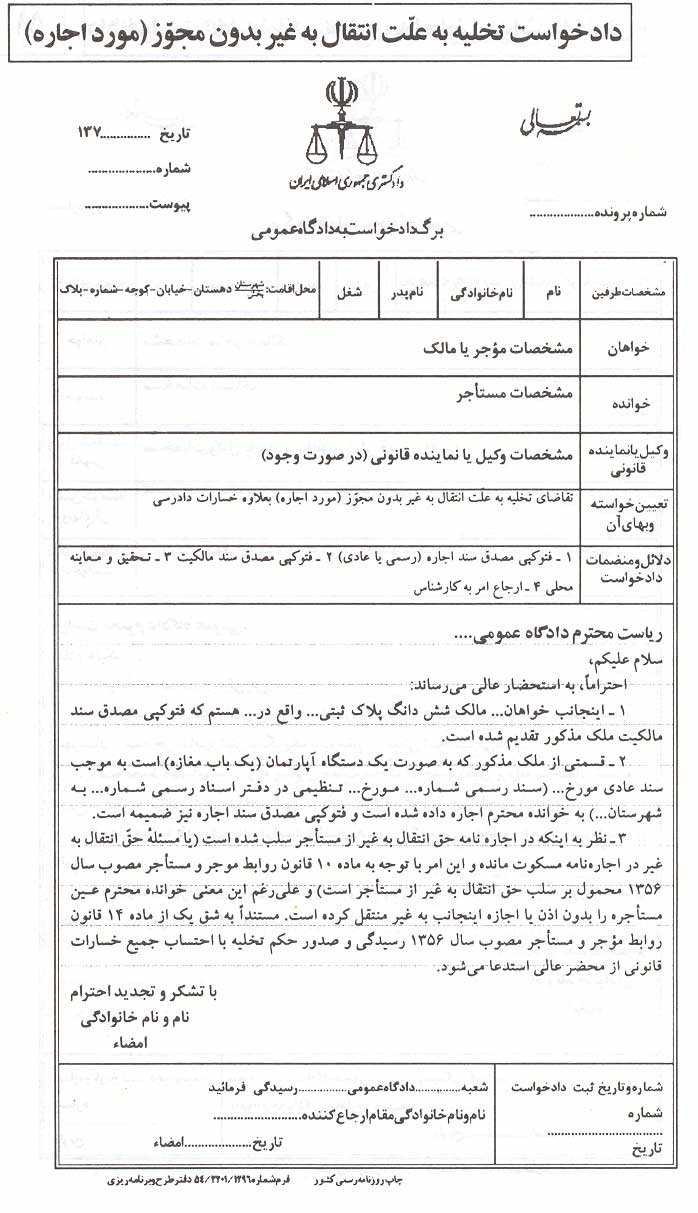 دادخواست تخلیه به علّت انتقال به غیر بدون مجوّز (مورد اجاره)
بسمه تعالی
تاریخ ..............۱۳۷
شماره....................
پیوست...................
دادگستری جمهوری اسلامی ایران
شماره پرونده...................
برگ دادخواست به دادگاه عمومی
مشخصات طرفین
نام
نام خانوادگی
نام پدر
شغل
محل اقامت: شهرستان بخش دهستان-خیابان-کوچه-شماره-پلاک
خواهان
مشخصات مؤجر یا مالک
خوانده
مشخصات مستأجر
وکیل یا نماینده قانونی
مشخصات وکیل یا نماینده قانونی (در صورت وجود)
تعیین خواسته وبهای آن
تقاضای تخلیه به علّت انتقال به غیر بدون مجوّز (مورد اجاره) بعلاوه خسارات دادرسی
دلائل ومنضمات دادخواست
۱ ـ فتوکپی مصدق سند اجاره (رسمی یا عادی) ۲ ـ فتوکپی مصدق سند مالکیت ۳ ـ تحقیق و معاینه
محلی ۴ ـ ارجاع امر به کارشناس
ریاست محترم دادگاه عمومی....
سلام علیکم،
احتراماً، به استحضار عالی می‌رساند:
۱ ـ اینجانب خواهان... مالک شش دانگ پلاک ثبتی... واقع در... هستم که فتوکپی مصدق سند
مالکیت ملک مذکور تقدیم شده است.
۲ ـ قسمتی از ملک مذکور که به صورت یک دستگاه آپارتمان (یک باب مغازه) است به موجب
سند عادی مورخ... (سند رسمی شماره... مورخ... تنظیمی در دفتر اسناد رسمی شماره... به
شهرستان...) به خوانده محترم اجاره داده شده است و فتوکپی مصدق سند اجاره نیز ضمیمه است.
۳ ـ نظر به اینکه در اجاره نامه حق انتقال به غیر از مستأجر سلب شده است (یا مسئلهٔ حقّ انتقال به
غیر در اجاره‌نامه مسکوت مانده و این امر با توجه به ماده ۱۰ قانون روابط موجر و مستأجر مصوب سال
۱۳۵۶ محمول بر سلب حق انتقال به غیر از مستأجر است) و علی‌رغم این معنی خوانده محترم عین
مستأجره را بدون اذن یا اجازه اینجانب به غیر منتقل کرده است. مستنداً به شق یک از ماده ۱۴ قانون
روابط مؤجر و مستأجر مصوب سال ۱۳۵۶ رسیدگی و صدور حکم تخلیه با احتساب جمیع خسارات
قانونی از محضر عالی استدعا می‌شود.
با تشکر و تجدید احترام
نام و نام خانوادگی
امضاء
شماره وتاریخ ثبت دادخواست
شماره
..........................
تاریخ
شعبه..............دادگاه عمومی...............رسیدگی فرمائید
نام ونام خانوادگی مقام ارجاع کننده......................
تاریخ....................امضاء
چاپ روزنامه رسمی کشور فرم شماره ۵۴/۳۲۰۱/۱۲۹۶ دفتر طرح وبرنامه ریزی